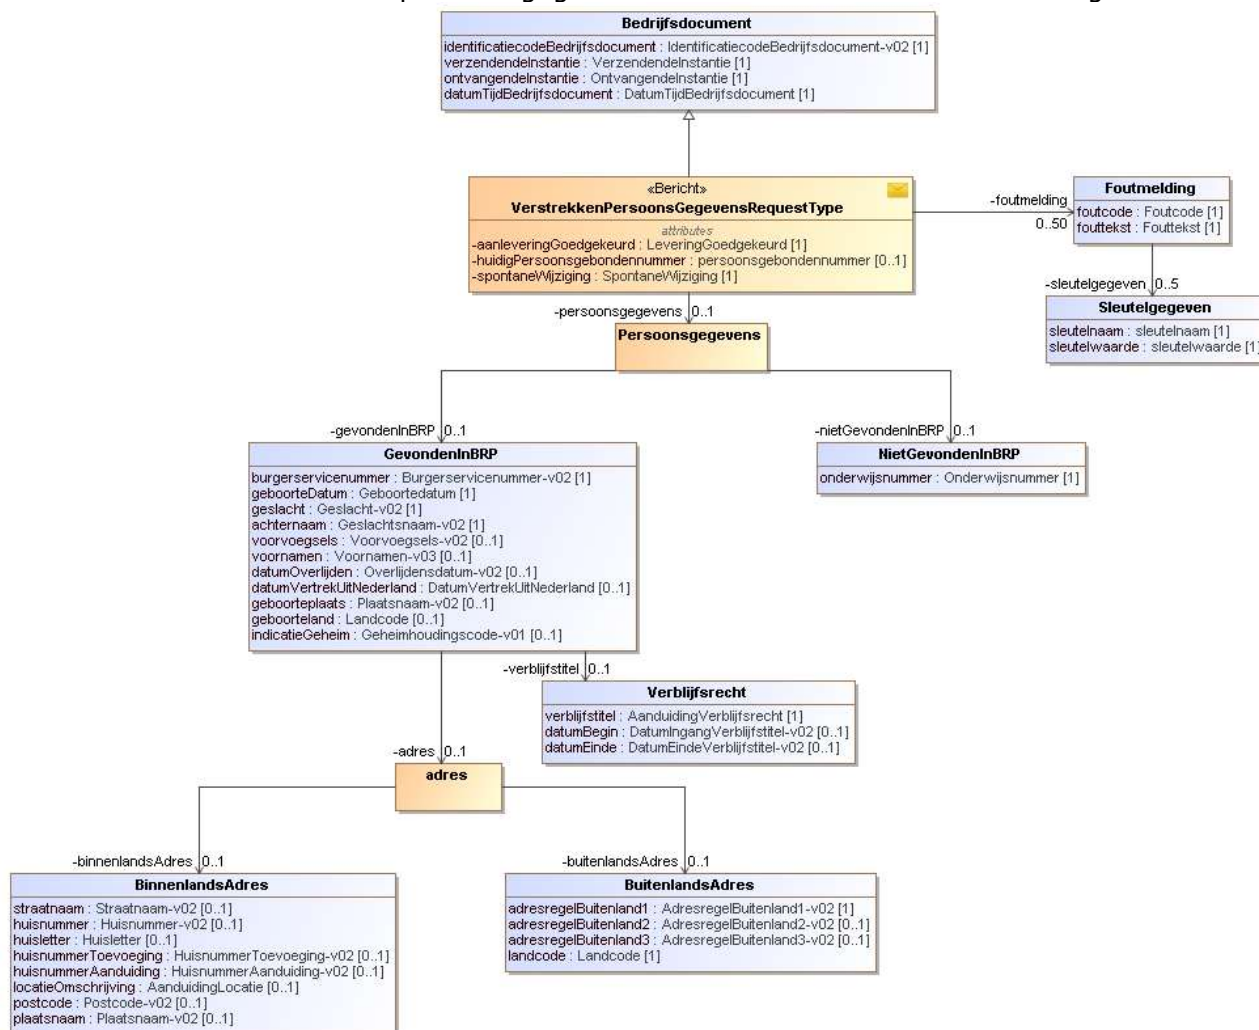 Bedrijfsdocument
identificatiecodeBedrijfsdocument : IdentificatiecodeBedrijfsdocument-v02 [1]
verzendendeInstantie : VerzendendeInstantie [1]
ontvangendeInstantie : OntvangendeInstantie [1]
datumTijdBedrijfsdocument : DatumTijdBedrijfsdocument [1]
«Bericht»
VerstrekkenPersoonsGegevensRequestType
attributes
-aanleveringGoedgekeurd : LeveringGoedgekeurd [1]
-huidigPersoonsgebondennummer : persoonsgebondennummer [0..1]
-spontaneWijziging : SpontaneWijziging [1]
-foutmelding
0..50
Foutmelding
foutcode : Foutcode [1]
fouttekst : Fouttekst [1]
-sleutelgegeven 0..5
Sleutelgegeven
sleutelnaam : sleutelnaam [1]
sleutelwaarde : sleutelwaarde [1]
-persoonsgegevens 0..1
Persoonsgegevens
-gevondenInBRP 0..1
-nietGevondenInBRP 0..1
GevondenInBRP
burgerservicenummer : Burgerservicenummer-v02 [1]
geboorteDatum : Geboortedatum [1]
geslacht : Geslacht-v02 [1]
achternaam : Geslachtsnaam-v02 [1]
voorvoegsels : Voorvoegsels-v02 [0..1]
voornamen : Voornamen-v03 [0..1]
datumOverlijden : Overlijdensdatum-v02 [0..1]
datumVertrekUitNederland : DatumVertrekUitNederland [0..1]
geboorteplaats : Plaatsnaam-v02 [0..1]
geboorteland : Landcode [0..1]
indicatieGeheim : Geheimhoudingscode-v01 [0..1]
NietGevondenInBRP
onderwijsnummer : Onderwijsnummer [1]
-verblijfstitel 0..1
Verblijfsrecht
verblijfstitel : AanduidingVerblijfsrecht [1]
datumBegin : DatumIngangVerblijfstitel-v02 [0..1]
datumEinde : DatumEindeVerblijfstitel-v02 [0..1]
-adres 0..1
adres
-binnenlandsAdres 0..1
-buitenlandsAdres 0..1
BinnenlandsAdres
straatnaam : Straatnaam-v02 [0..1]
huisnummer : Huisnummer-v02 [0..1]
huisletter : Huisletter [0..1]
huisnummerToevoeging : HuisnummerToevoeging-v02 [0..1]
huisnummerAanduiding : HuisnummerAanduiding-v02 [0..1]
locatieOmschrijving : AanduidingLocatie [0..1]
postcode : Postcode-v02 [0..1]
plaatsnaam : Plaatsnaam-v02 [0..1]
BuitenlandsAdres
adresregelBuitenland1 : AdresregelBuitenland1-v02 [1]
adresregelBuitenland2 : AdresregelBuitenland2-v02 [0..1]
adresregelBuitenland3 : AdresregelBuitenland3-v02 [0..1]
landcode : Landcode [1]